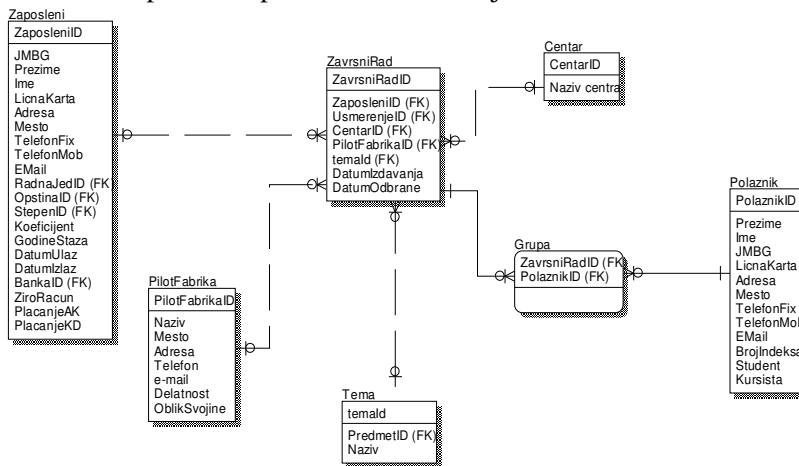 Zaposleni
ZaposleniID
JMBG
Prezime
Ime
LicnaKarta
Adresa
Mesto
TelefonFix
TelefonMob
EMail
RadnaJedID (FK)
OpstinaID (FK)
StepenID (FK)
Koeficijent
GodineStaza
DatumUlaz
DatumIzlaz
BankaID (FK)
ZiroRacun
PlacanjeAK
PlacanjeKD
PilotFabrika
PilotFabrikaID
Naziv
Mesto
Adresa
Telefon
e-mail
Delatnost
OblikSvojine
ZavrsniRad
ZavrsniRadID
ZaposleniID (FK)
UsmerenjeID (FK)
CentarID (FK)
PilotFabrikaID (FK)
temaId (FK)
DatumIzdavanja
DatumOdbrane
Tema
temaId
PredmetID (FK)
Naziv
Centar
CentarID
Naziv centra
Grupa
ZavrsniRadID (FK)
PolaznikID (FK)
Polaznik
PolaznikID
Prezime
Ime
JMBG
LicnaKarta
Adresa
Mesto
TelefonFix
TelefonMob
EMail
BrojIndeksa
Student
Kursista